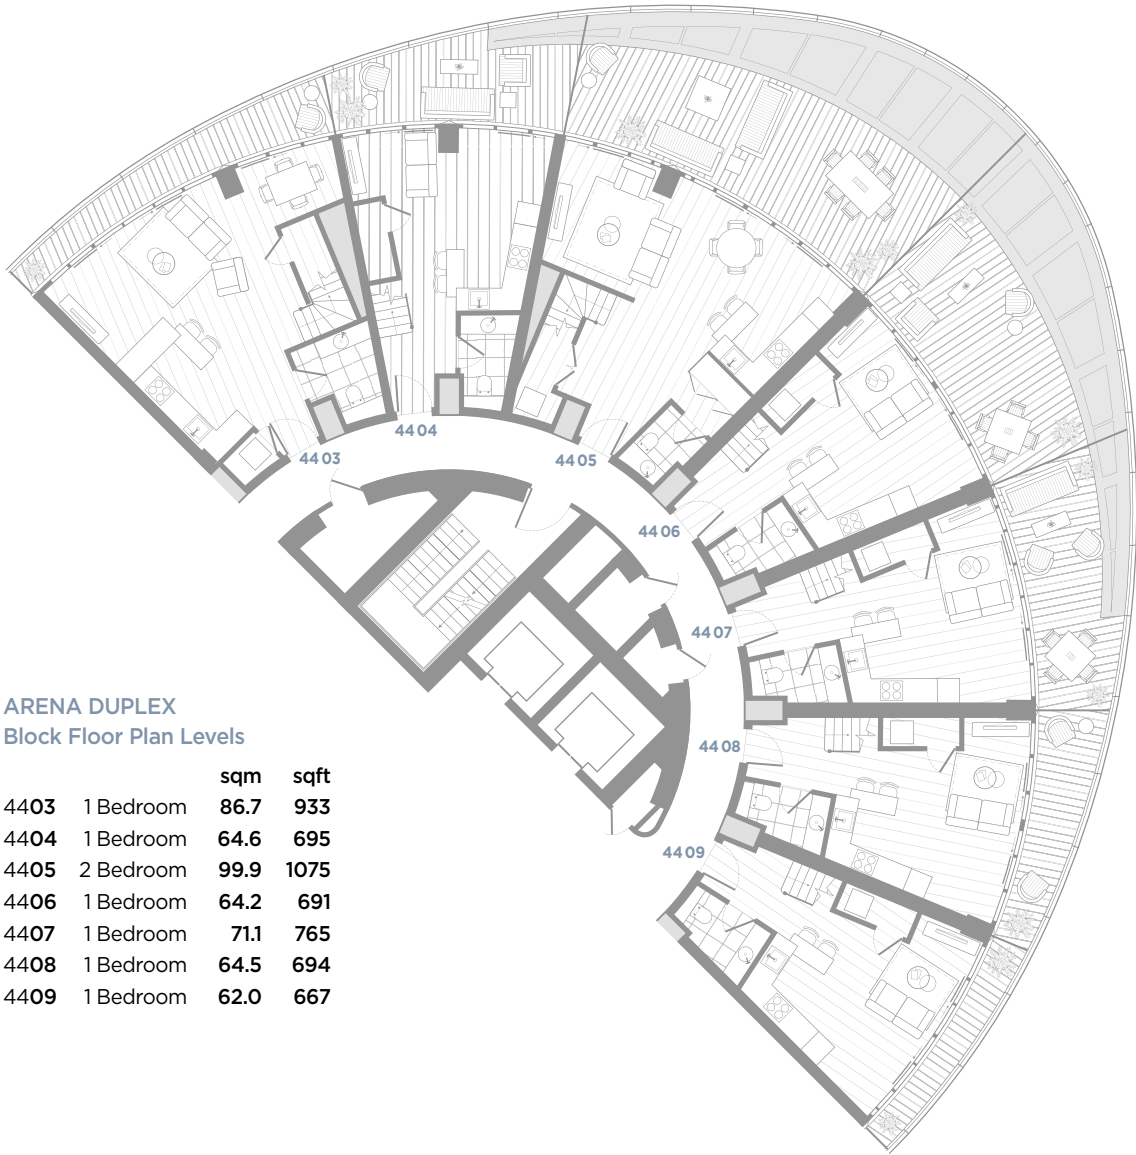 4404
4403
4405
4406
4407
4408
4409
ARENA DUPLEX
Block Floor Plan Levels
sqm sqft
4403 1 Bedroom 86.7 933
4404 1 Bedroom 64.6 695
4405 2 Bedroom 99.9 1075
4406 1 Bedroom 64.2 691
4407 1 Bedroom 71.1 765
4408 1 Bedroom 64.5 694
4409 1 Bedroom 62.0 667